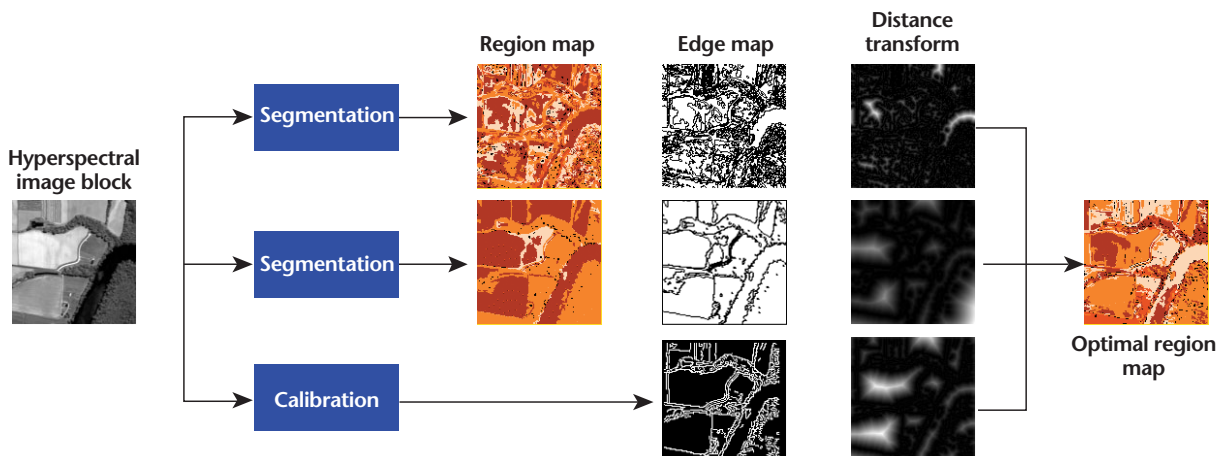 Region map
Edge map
Distance
transform
Segmentation
Hyperspectral
image block
Segmentation
Calibration
Optimal region
map